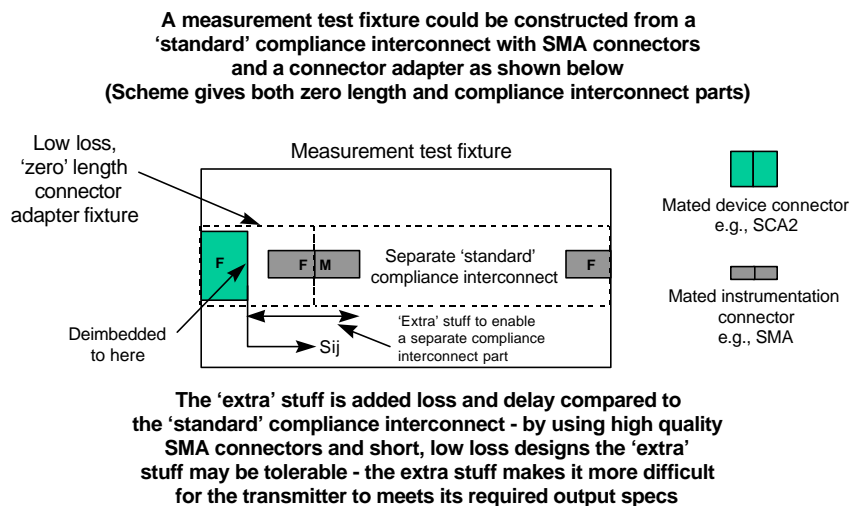 A measurement test fixture could be constructed from a
‘standard’ compliance interconnect with SMA connectors
and a connector adapter as shown below
(Scheme gives both zero length and compliance interconnect parts)
Low loss,
‘zero’ length
connector
adapter fixture
Measurement test fixture
F
F
M
Separate ‘standard’
compliance interconnect
F
Mated device connector
e.g., SCA2
Mated instrumentation
connector
e.g., SMA
Deimbedded
to here
Sij
‘Extra’ stuff to enable
a separate compliance
interconnect part
The ‘extra’ stuff is added loss and delay compared to
the ‘standard’ compliance interconnect - by using high quality
SMA connectors and short, low loss designs the ‘extra’
stuff may be tolerable - the extra stuff makes it more difficult
for the transmitter to meets its required output specs